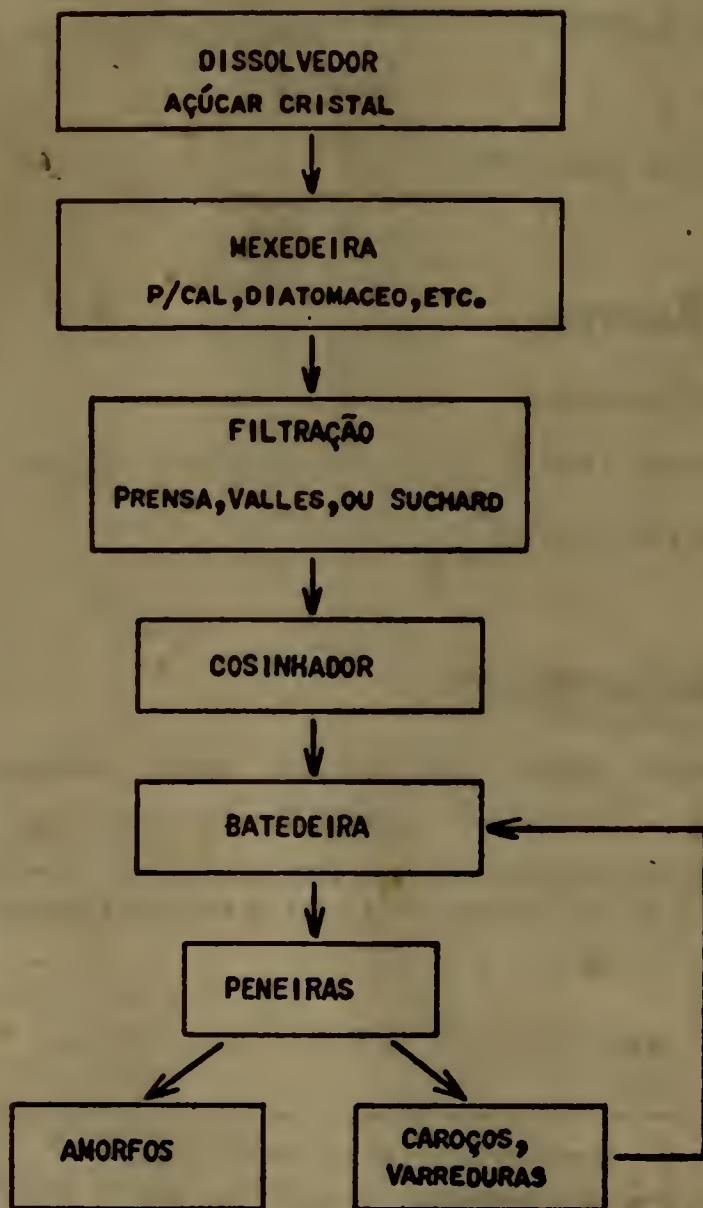 DISSOLVEDOR
AÇÚCAR CRISTAL
MEXEDEIRA
P/CAL,DIATOMACEO,ETC.
FILTRAÇÃO
PRENSA,VALLES,OU SUCHARD
COSINHADOR
BATEDEIRA
PENEIRAS
AMORFOS
CAROÇOS,
VARREDURAS